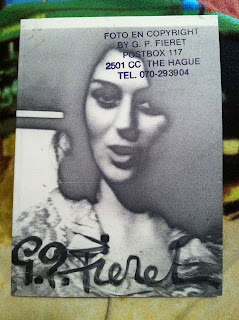 FOTO EN COPYRIGHT
BY G. P. FIERET
POSTBOX 117
2501 CC THE HAGUE
TEL. 070-293904
G.P. Fieret